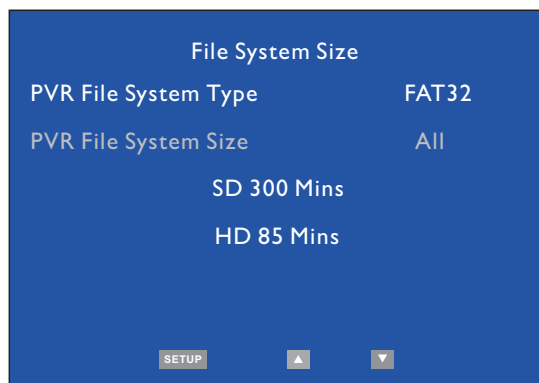 File System Size
PVR File System Type FAT32
PVR File System Size All
SD 300 Mins
HD 85 Mins
SETUP